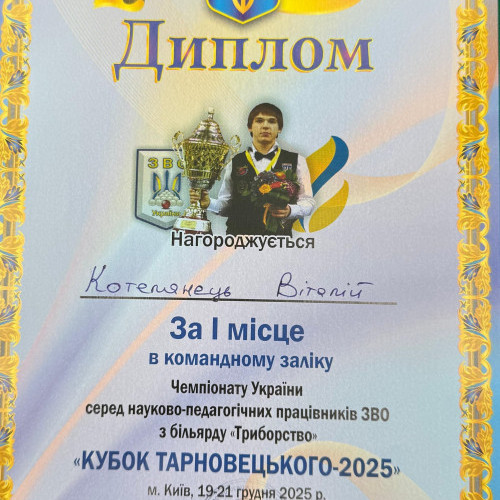 Диплом
ЗВО
Україна
Нагороджується
Котелянець Віталій
За І місце
в командному заліку
Чемпіонату України
серед науково-педагогічних працівників ЗВО
з більярду «Триборство»
«КУБОК ТАРНОВЕЦЬКОГО-2025»
м. Київ, 19-21 грудня 2025 р.